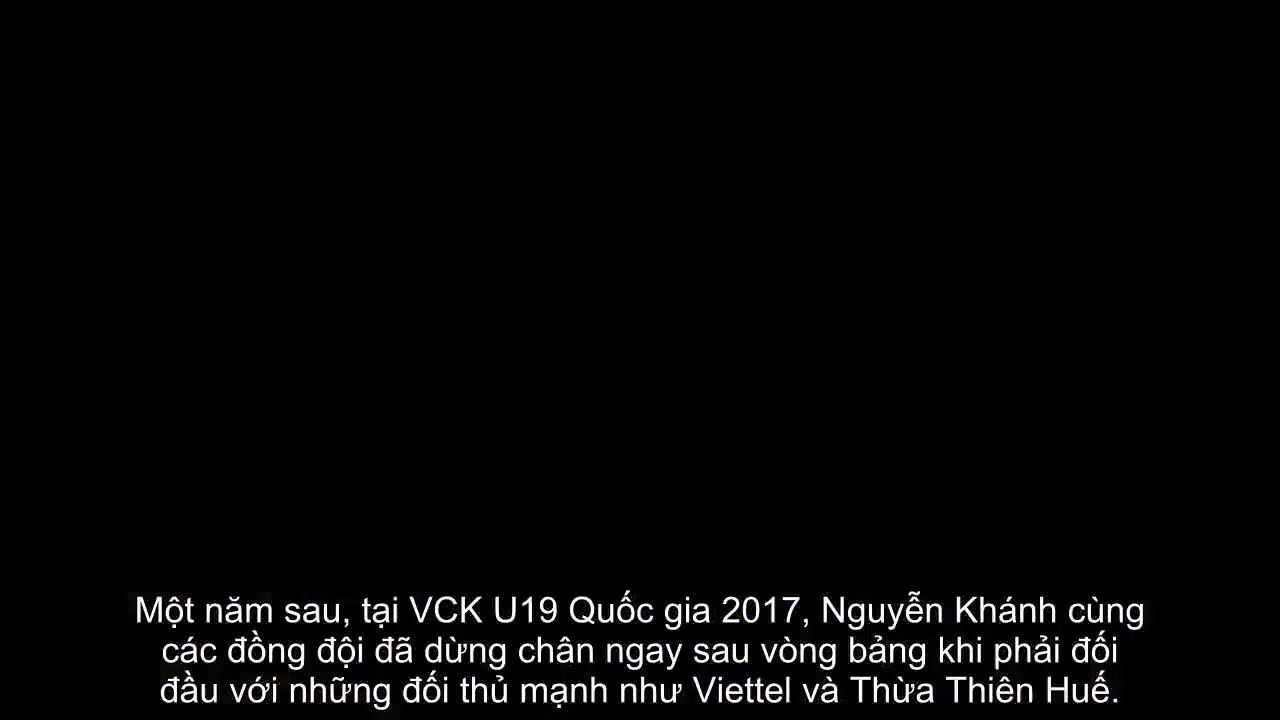 Một năm sau, tại VCK U19 Quốc gia 2017, Nguyễn Khánh cùng
các đồng đội đã dừng chân ngay sau vòng bảng khi phải đối
đầu với những đối thủ mạnh như Viettel và Thừa Thiên Huế.